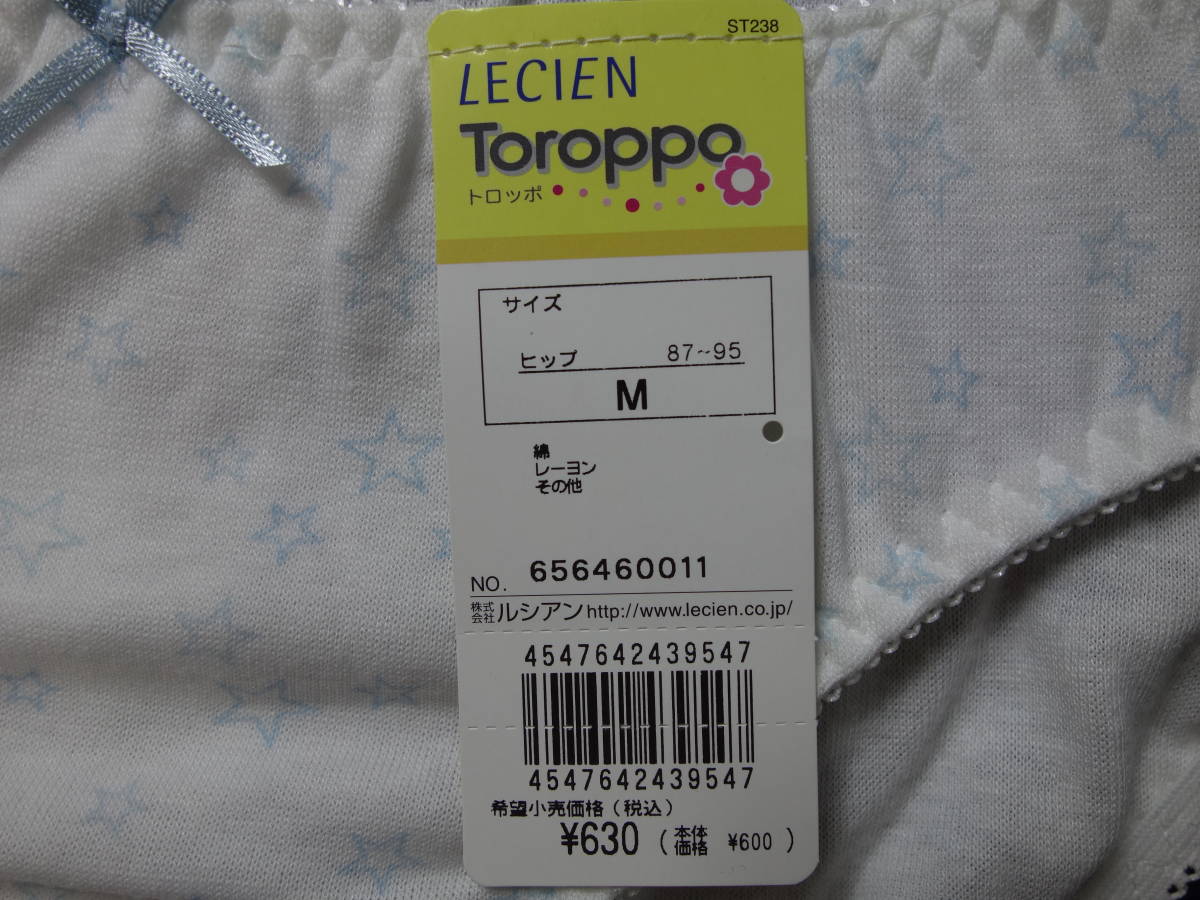 ST238
LECIEN
Toroppo
トロッポ
サイズ
ヒップ 87~95
M
綿
レーヨン
その他
NO. 656460011
株式会社ルシアン http://www.lecien.co.jp/
4547642439547
4547642439547
希望小売価格(税込)
¥630 (本体価格 ¥600)